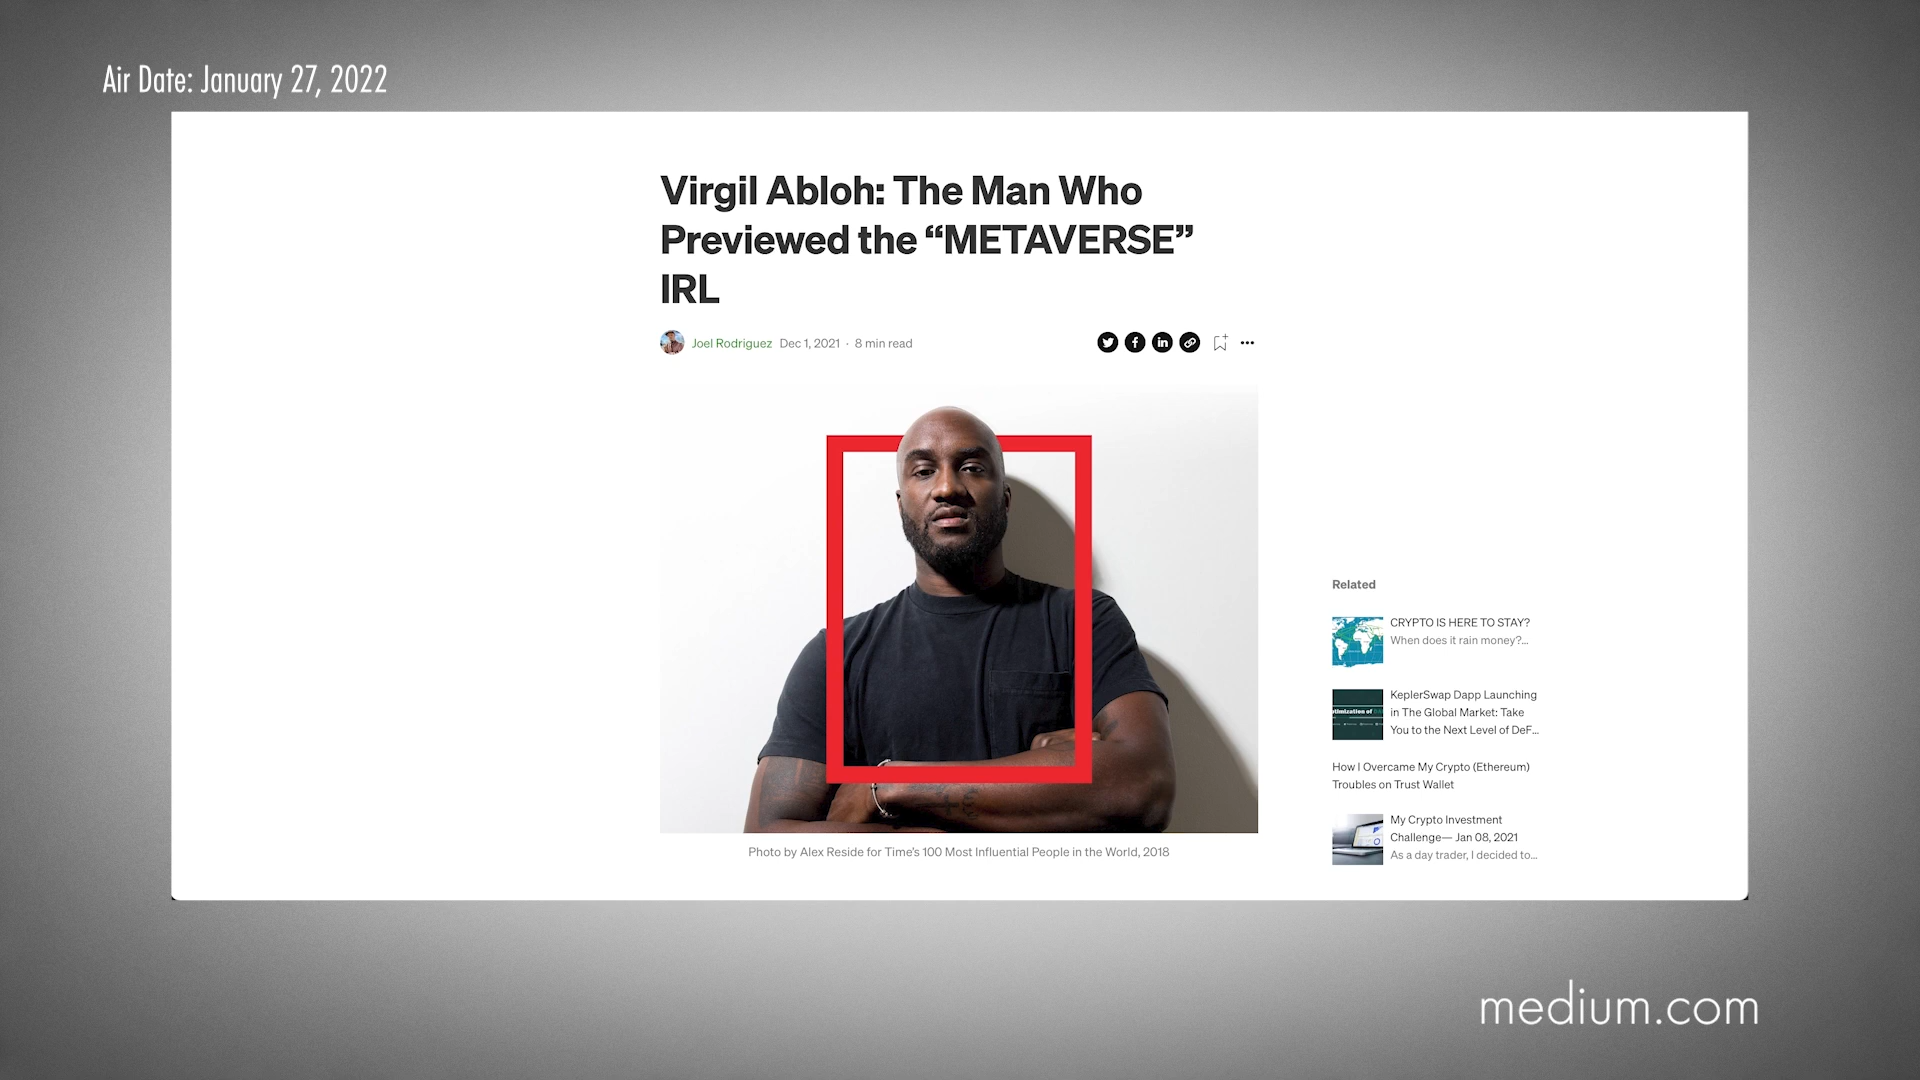 Air Date: January 27, 2022
Virgil Abloh: The Man Who
Previewed the “METAVERSE”
IRL
Joel Rodriguez Dec 1, 2021 · 8 min read
Photo by Alex Reside for Time’s 100 Most Influential People in the World, 2018
Related
CRYPTO IS HERE TO STAY?
When does it rain money?...
KeplerSwap Dapp Launching
in The Global Market: Take
You to the Next Level of DeF...
How I Overcame My Crypto (Ethereum)
Troubles on Trust Wallet
My Crypto Investment
Challenge— Jan 08, 2021
As a day trader, I decided to...
medium.com